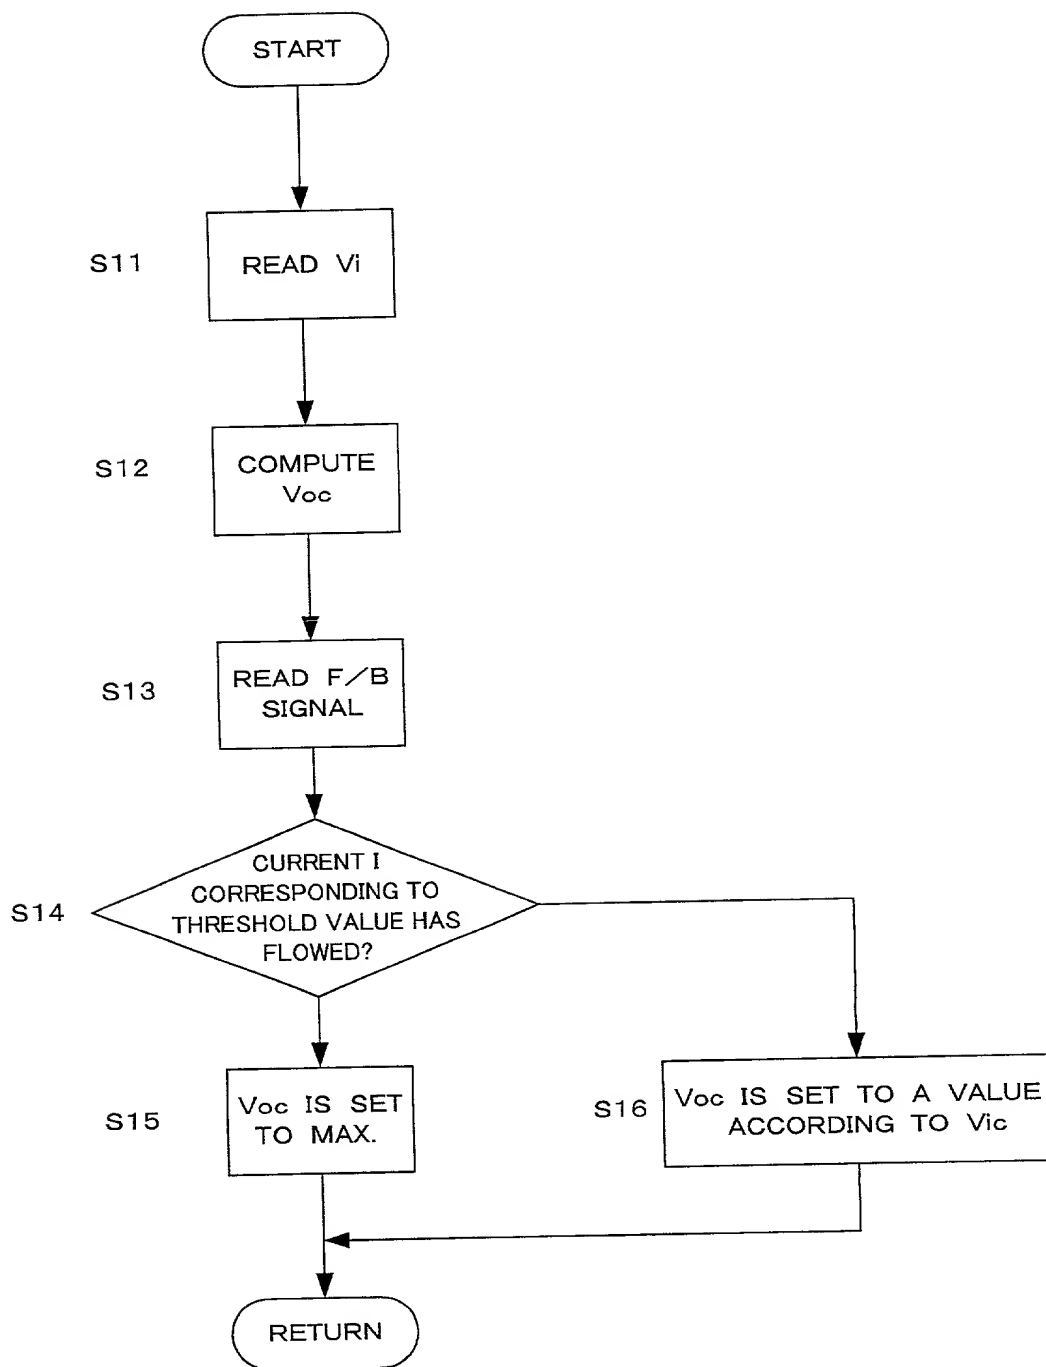 START
S11
READ Vi
S12
COMPUTE
Voc
S13
READ F/B
SIGNAL
S14
CURRENT I
CORRESPONDING TO
THRESHOLD VALUE HAS
FLOWED?
S15
Voc IS SET
TO MAX.
S16
Voc IS SET TO A VALUE
ACCORDING TO Vic
RETURN